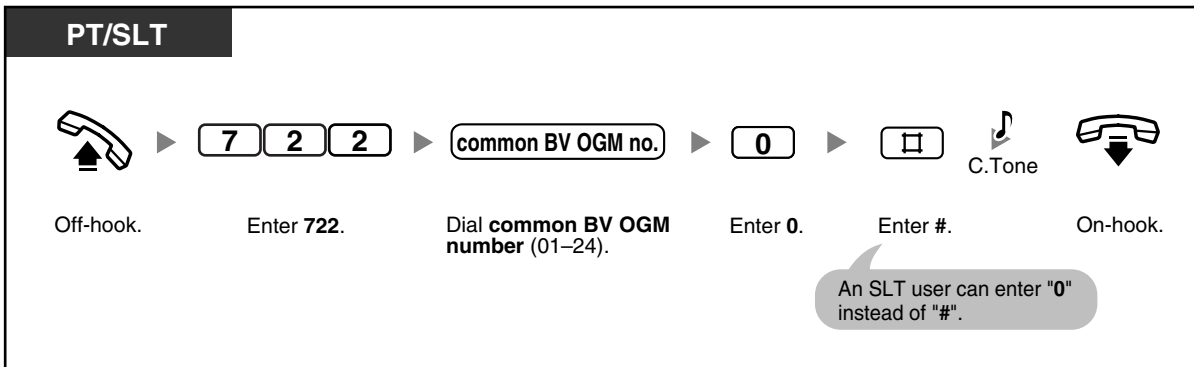 PT/SLT
7 2 2 common BV OGM no. 0 #
C.Tone
Off-hook. Enter 722. Dial common BV OGM Enter 0. Enter #. On-hook.
number (01–24).
An SLT user can enter "0"
instead of "#".